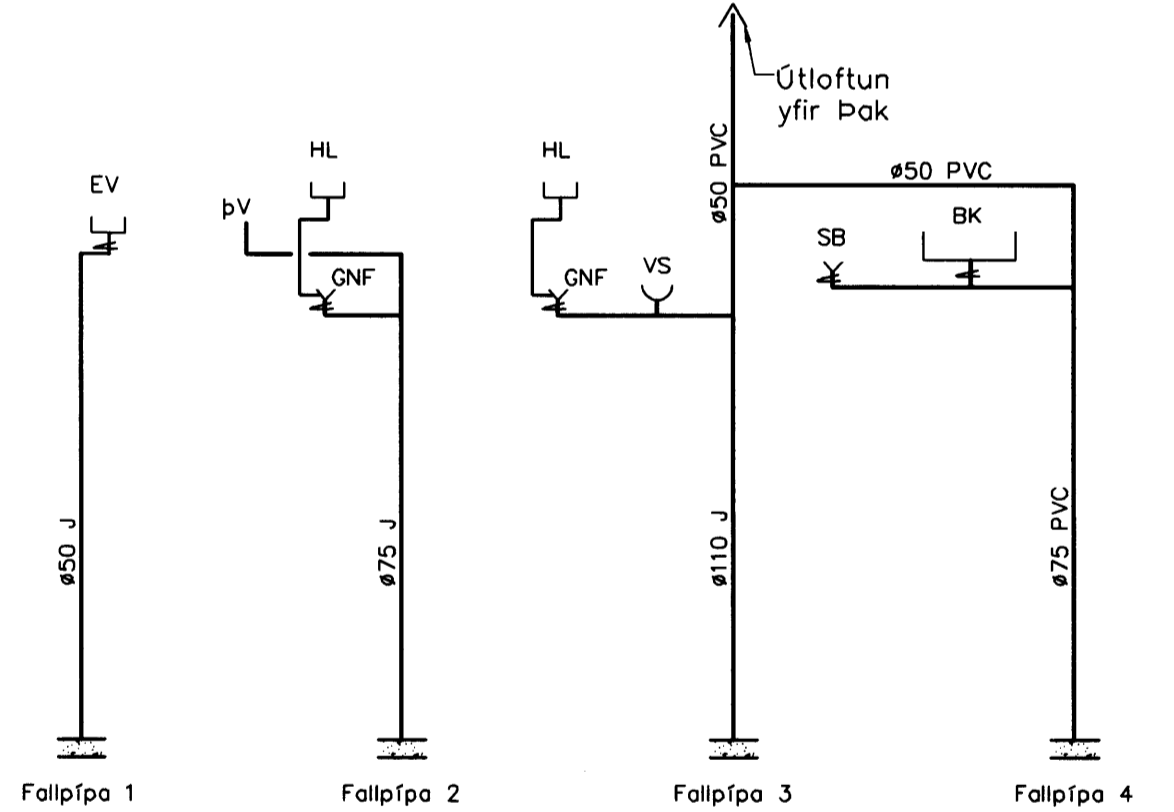 Útloftun
yfir Þak
HL
HL
EV
þV
ø50 PVC
ø50 PVC
BK
SB
GNF
GNF
VS
ø50 J
ø75 J
ø110 J
ø75 PVC
Fallpípa 1
Fallpípa 2
Fallpípa 3
Fallpípa 4